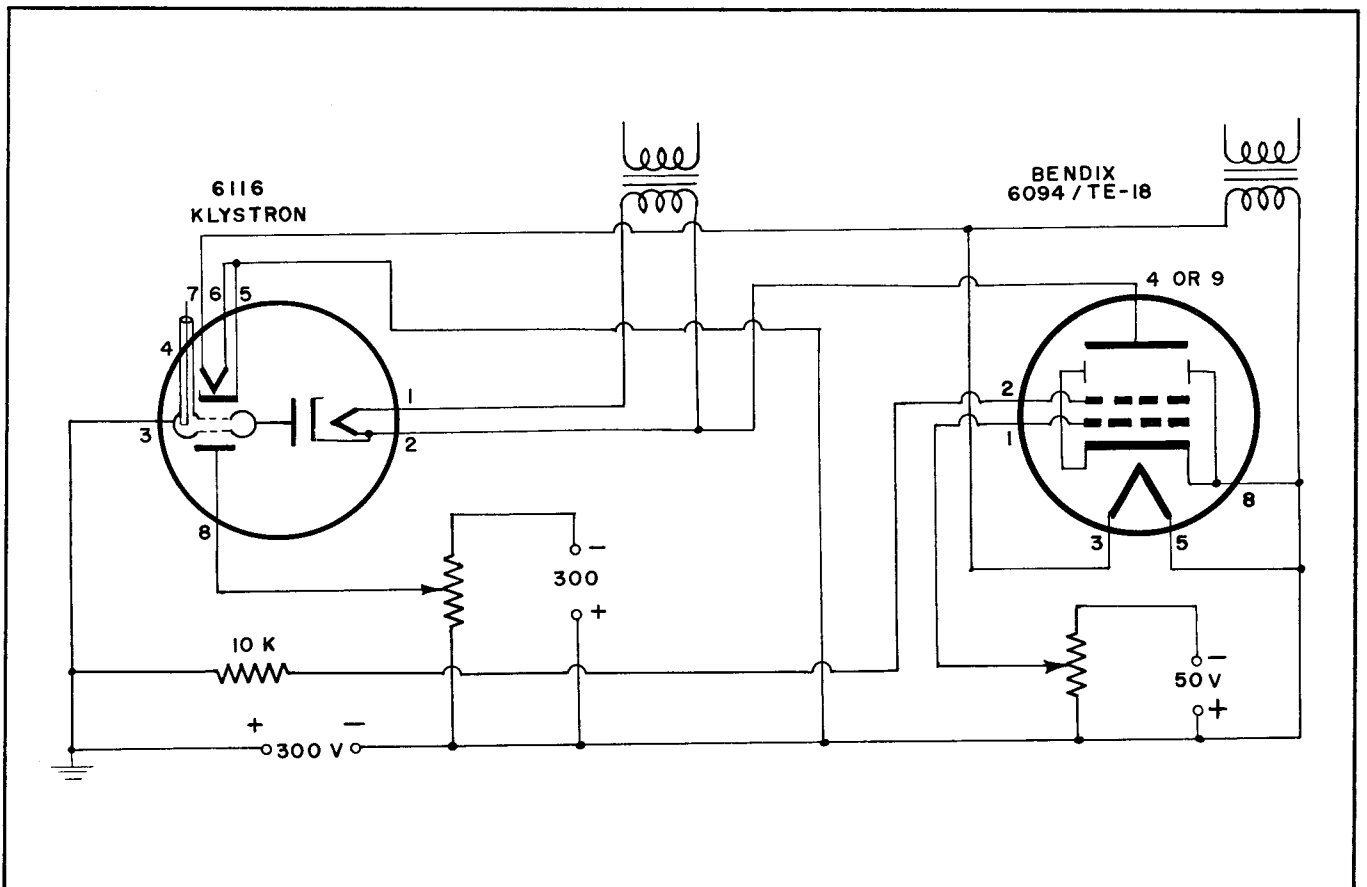 6116
KLYSTRON
BENDIX
6094 / TE-18
7 6 5
4
3
1
2
8
4 OR 9
2
1
3 5
8
–
300
+
10 K
+ 300 V –
–
50 V
+